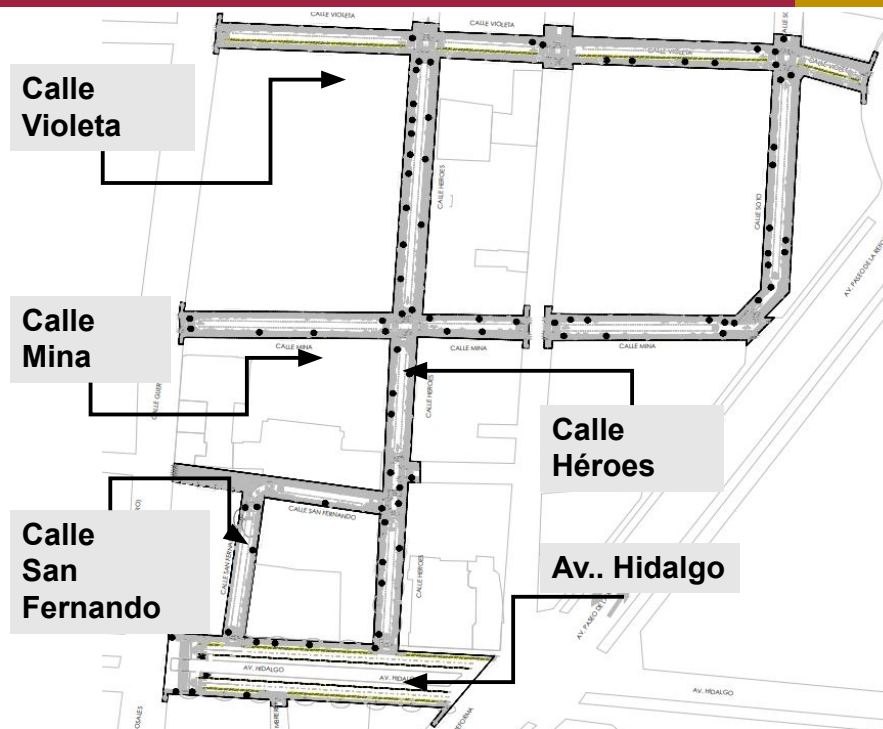 CALLE VIOLETA
CALLE VIOLETA
CALLE VIOLETA
Calle
Violeta
CALLE HEROES
CALLE SOTO
Calle
Mina
CALLE MINA
CALLE MINA
CALLE MINA
CALLE HEROES
Calle
Héroes
Calle
San
Fernando
CALLE SAN FERNANDO
CALLE HEROES
Av.. Hidalgo
AV. HIDALGO
AV. HIDALGO
AV. HIDALGO